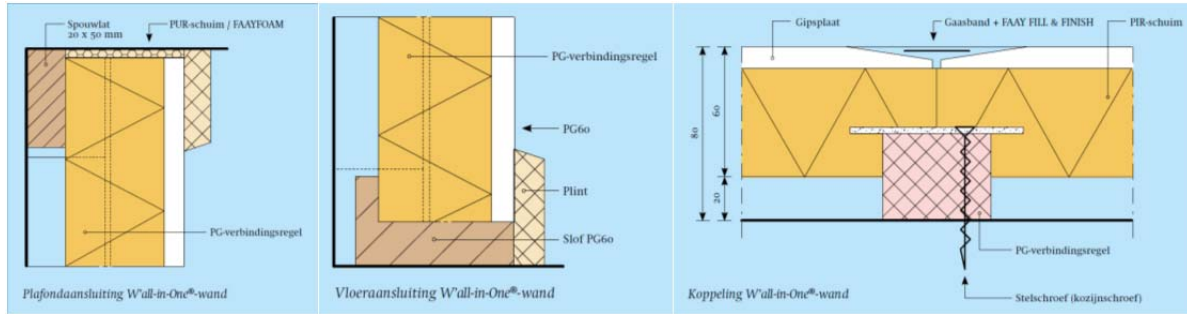 Spouwlat
20 x 50 mm
PUR-schuim / FAAYFOAM
PG-verbindingsregel
Plafondaansluiting W'all-in-One®-wand
PG-verbindingsregel
PG60
Plint
Slof PG60
Vloeraansluiting W'all-in-One®-wand
Gipsplaat
Gaasband + FAAY FILL & FINISH
PIR-schuim
80
60
20
PG-verbindingsregel
Stelschroef (kozijnschroef)
Koppeling W'all-in-One®-wand